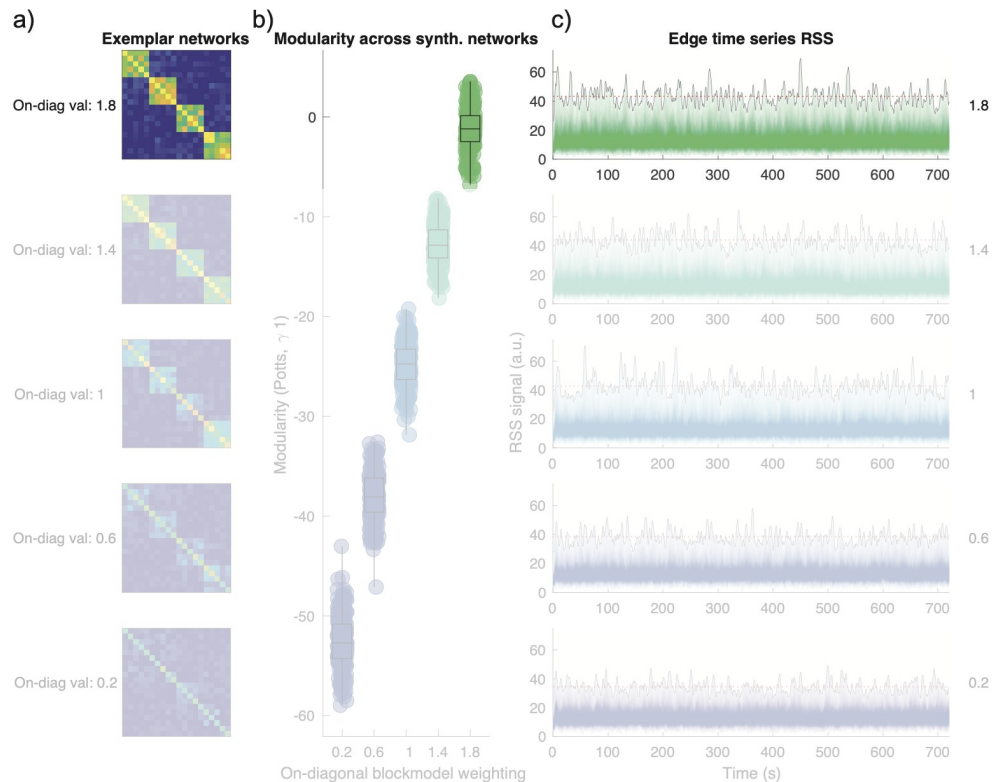 a)
Exemplar networks
On-diag val: 1.8
On-diag val: 1.4
On-diag val: 1
On-diag val: 0.6
On-diag val: 0.2
b)
Modularity across synth. networks
Modularity (Potts, γ 1)
0
-10
-20
-30
-40
-50
-60
0.2 0.6 1 1.4 1.8
On-diagonal blockmodel weighting
c)
Edge time series RSS
RSS signal (a.u.)
60
40
20
0
0 100 200 300 400 500 600 700
1.8
60
40
20
0
0 100 200 300 400 500 600 700
1.4
60
40
20
0
0 100 200 300 400 500 600 700
1
60
40
20
0
0 100 200 300 400 500 600 700
0.6
60
40
20
0
0 100 200 300 400 500 600 700
0.2
Time (s)